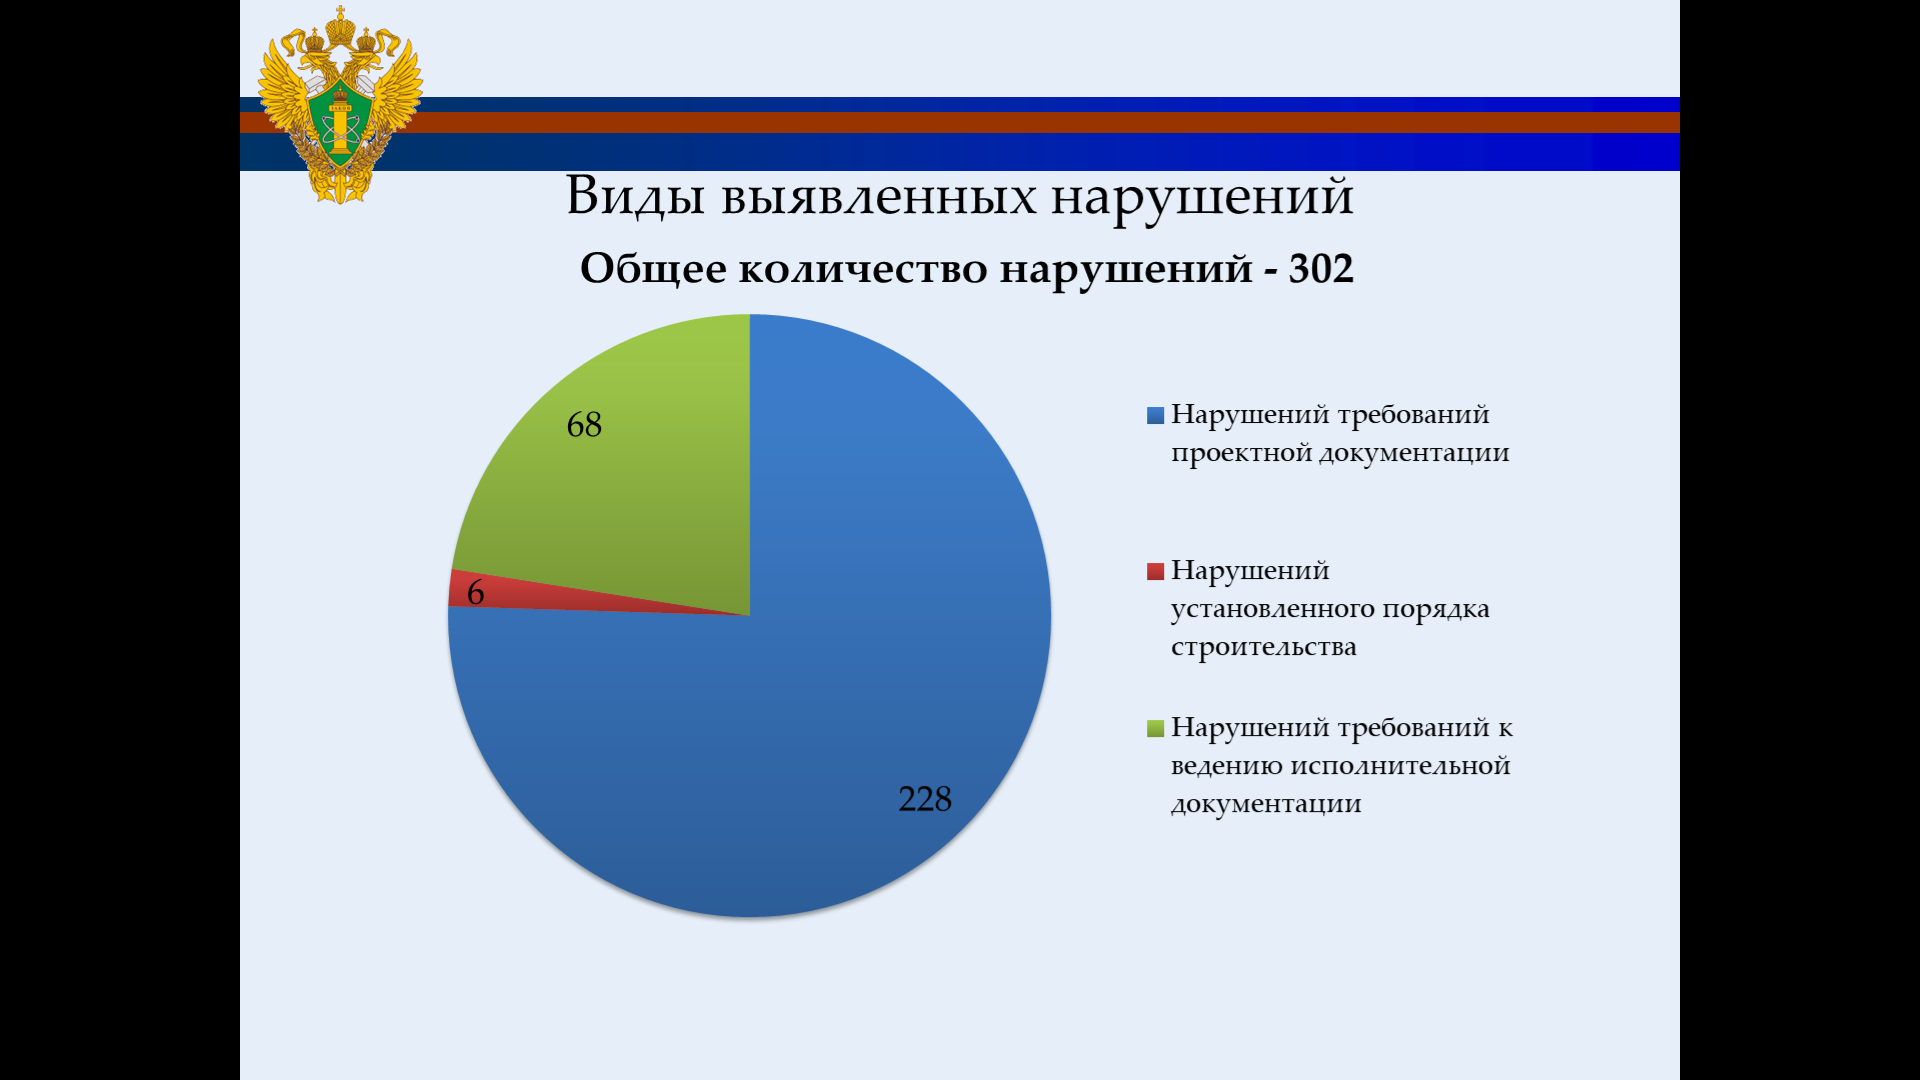 Виды выявленных нарушений
Общее количество нарушений - 302
68
6
228
Нарушений требований
проектной документации
Нарушений
установленного порядка
строительства
Нарушений требований к
ведению исполнительной
документации